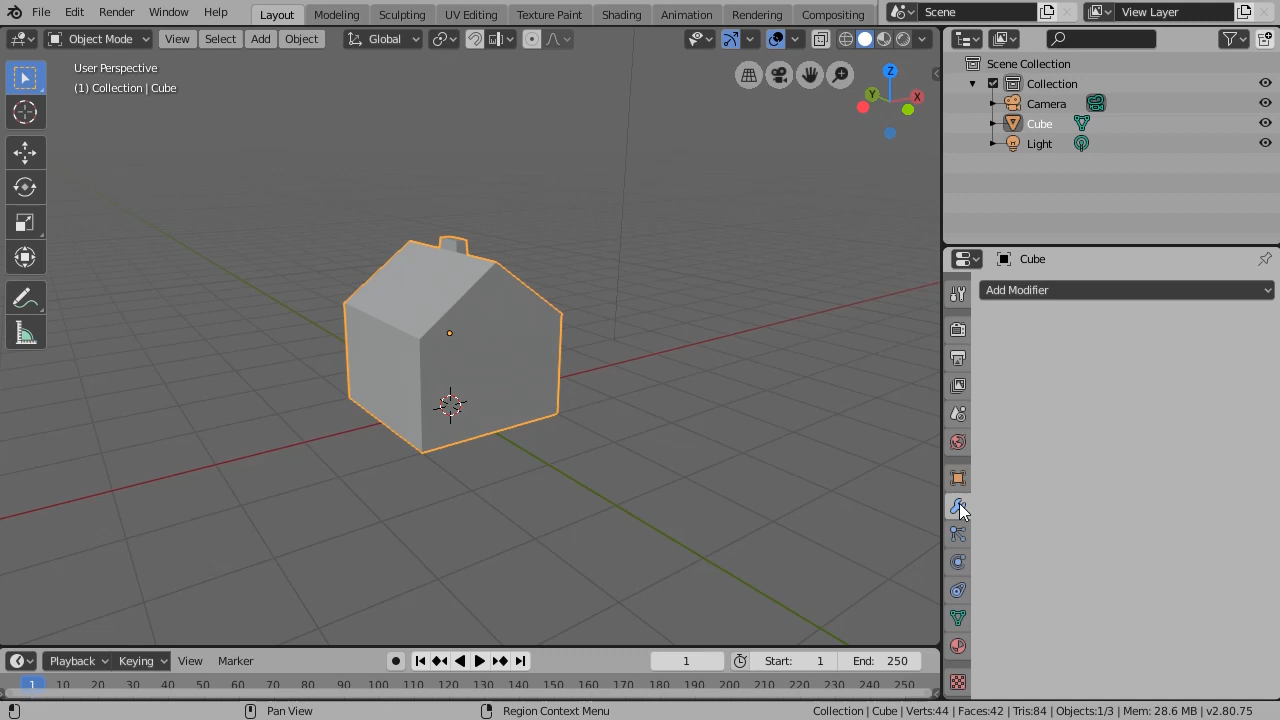 File Edit Render Window Help Layout Modeling Sculpting UV Editing Texture Paint Shading Animation Rendering Compositing Scene View Layer
Object Mode View Select Add Object Global
User Perspective
(1) Collection | Cube
Z
Y
X
Scene Collection
Collection
Camera
Cube
Light
Cube
Add Modifier
Playback Keying View Marker 1 Start: 1 End: 250
1 10 20 30 40 50 60 70 80 90 100 110 120 130 140 150 160 170 180 190 200 210 220 230 240 250
Pan View Region Context Menu Collection | Cube | Verts:44 | Faces:42 | Tris:84 | Objects:1/3 | Mem: 28.6 MB | v2.80.75